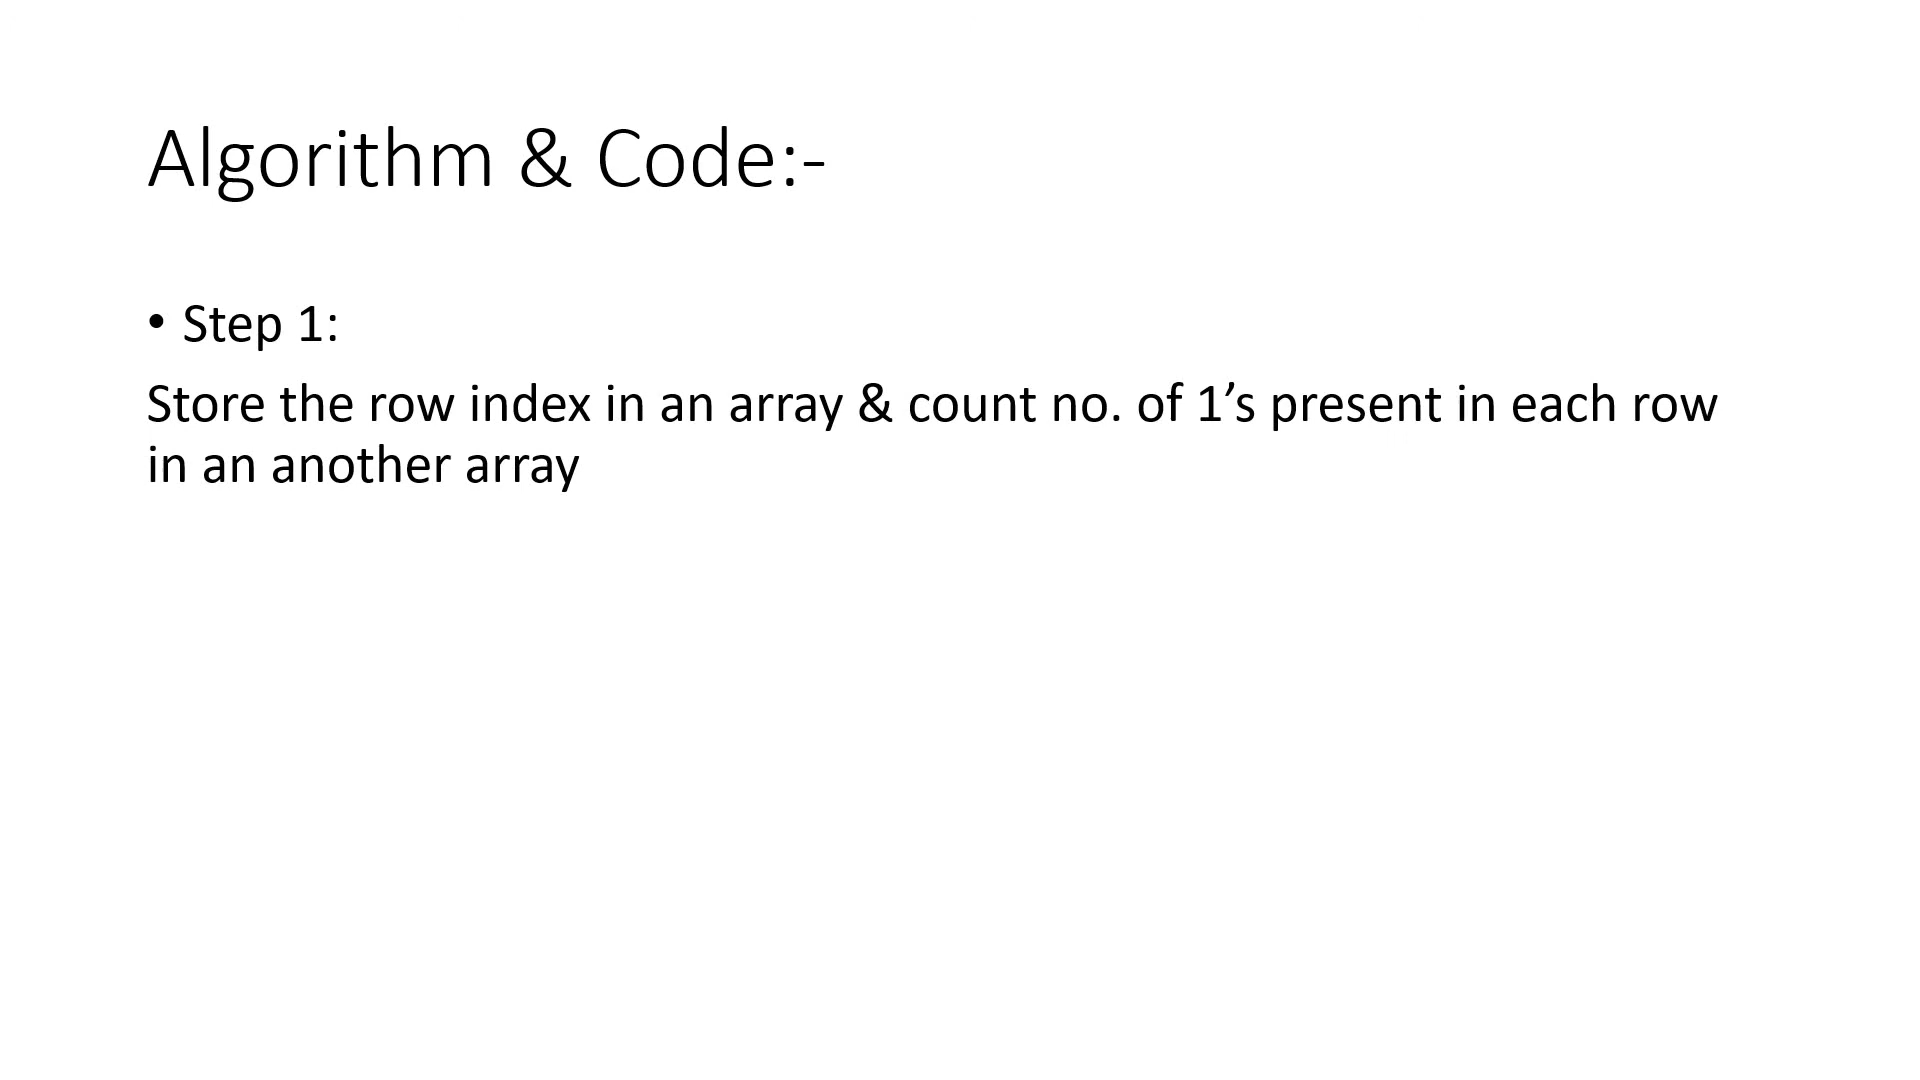 Algorithm & Code:-
• Step 1:
Store the row index in an array & count no. of 1’s present in each row
in an another array